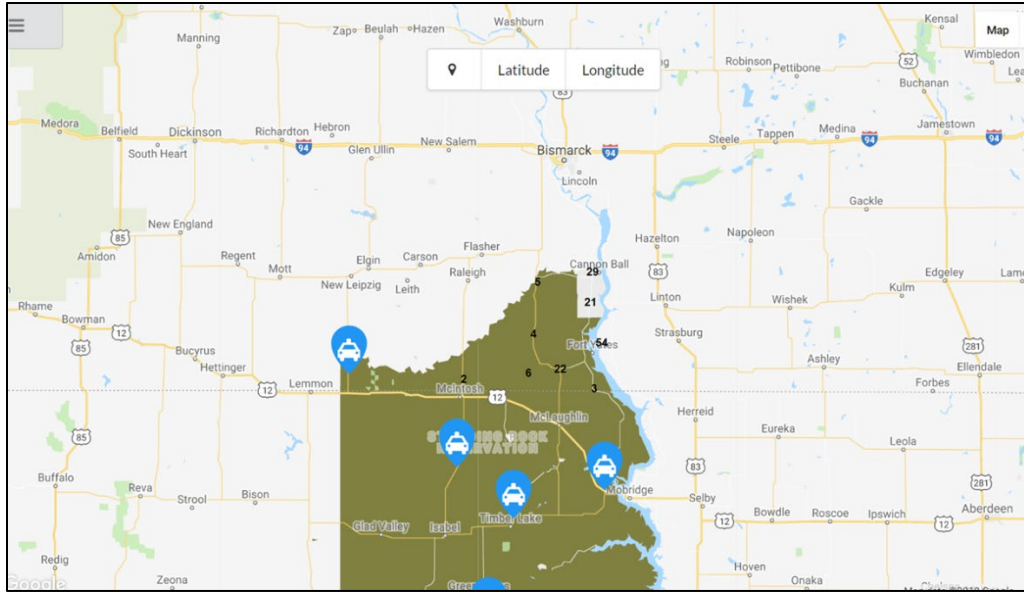 Washburn
Kensal
Map
Zap
Beulah
Hazen
Manning
Wimbledon
52
Latitude
Longitude
Robinson
Pettibone
83
Buchanan
Medora
Belfield
Dickinson
Richardton
Hebron
94
Glen Ullin
New Salem
Bismarck
94
Steele
Tappen
Medina
94
Jamestown
94
South Heart
Lincoln
Gackle
New England
85
Amidon
Regent
Mott
Elgin
Carson
Flasher
New Leipzig
Leith
Raleigh
Cannon Ball
29
5
21
Hazelton
83
Napoleon
Edgeley
Kulm
Linton
Wishek
Rhame
Bowman
12
85
4
54
Strasburg
281
Bucyrus
Hettinger
12
Lemmon
2
McIntosh
12
6
22
3
Ashley
Ellendale
Forbes
McLaughlin
Herreid
Eureka
Leola
85
RESERVATION
83
Buffalo
Reva
Strool
Bison
Mobridge
Selby
12
Bowdle
Roscoe
Ipswich
12
281
Aberdeen
Glad Valley
Isabel
Timber Lake
Redig
Zeona
Hoven
Onaka
Google